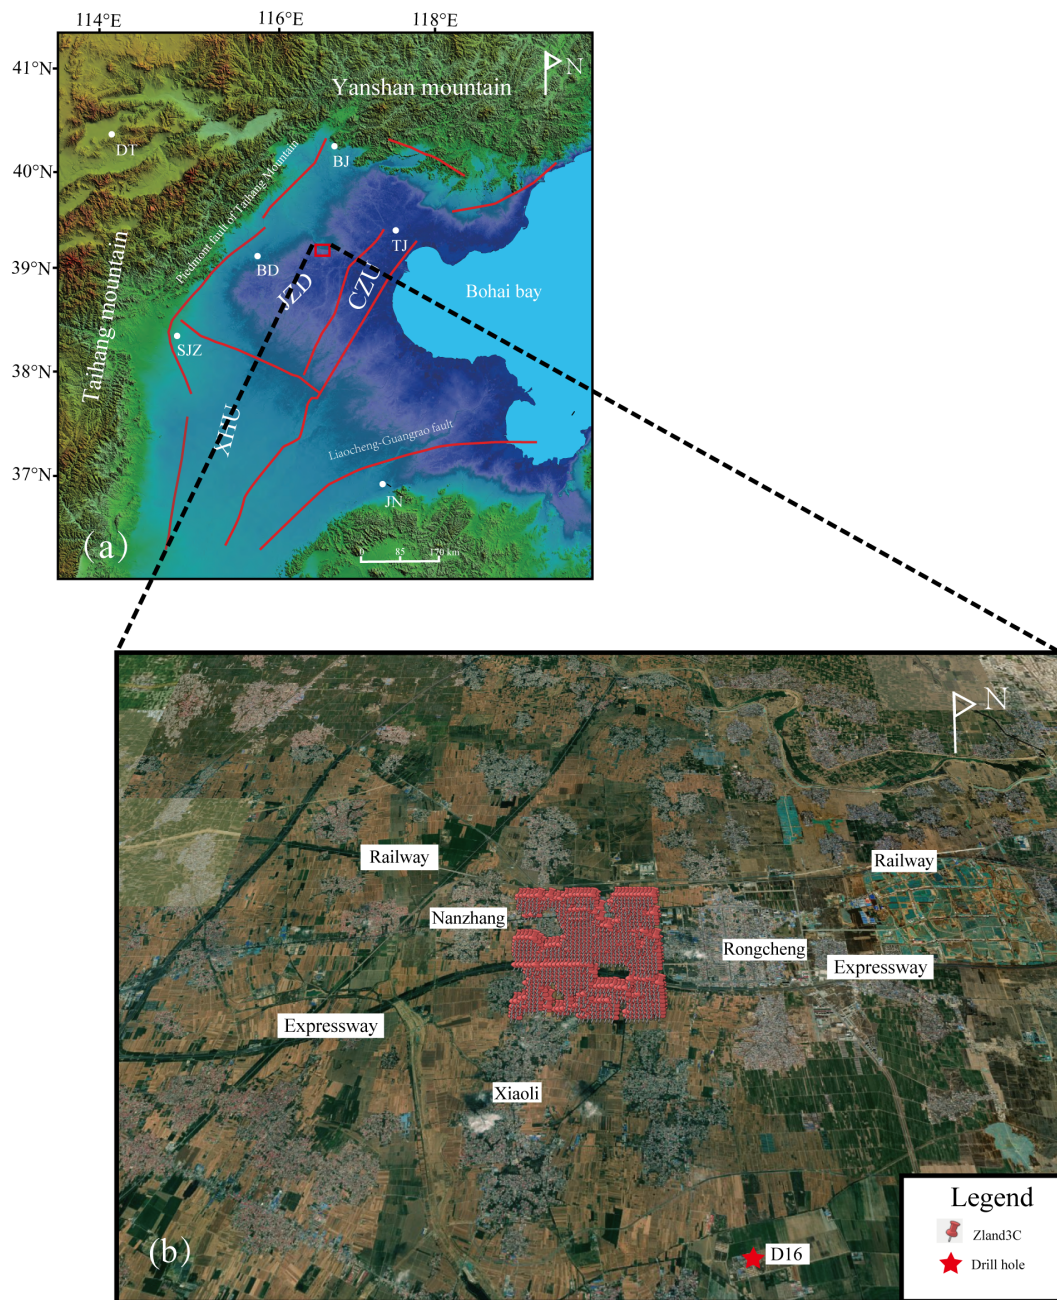 114°E
116°E
118°E
41°N
40°N
39°N
38°N
37°N
Yanshan mountain
N
DT
BJ
Piedmont fault of Taihang Mountain
TJ
BD
JZD
CZU
Bohai bay
Taihang mountain
SJZ
XHU
Liaocheng-Guangrao fault
JN
(a)
0 85 170 km
N
Railway
Railway
Nanzhang
Rongcheng
Expressway
Expressway
Xiaoli
(b)
D16
Legend
Zland3C
Drill hole